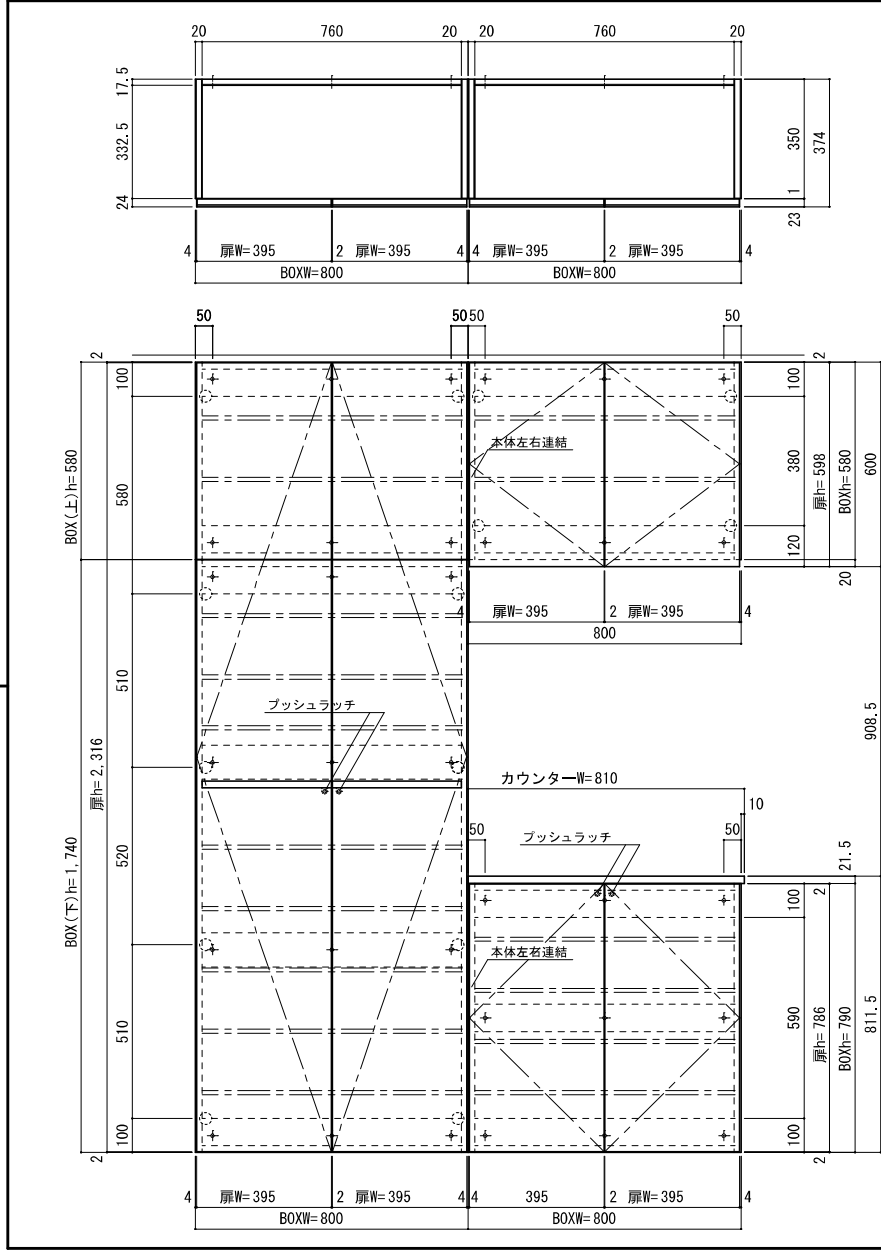 20 760 20 20 760 20
17.5
332.5
24
350
374
1
23
4 扉W=395 2 扉W=395 4 4 扉W=395 2 扉W=395 4
BOXW=800 BOXW=800
50 50 50 50
2
100
580
BOX(上)h=580
510
扉h=2,316
520
BOX(下)h=1,740
510
100
2
本体左右連結
2
100
380
扉h=598
BOXh=580
600
120
20
4 扉W=395 2 扉W=395 4
800
プッシュラッチ
908.5
カウンターW=810
10
50 50
プッシュラッチ
21.5
本体左右連結
100
2
590
扉h=786
BOXh=790
811.5
100
2
4 扉W=395 2 扉W=395 4 4 395 2 扉W=395 4
BOXW=800 BOXW=800